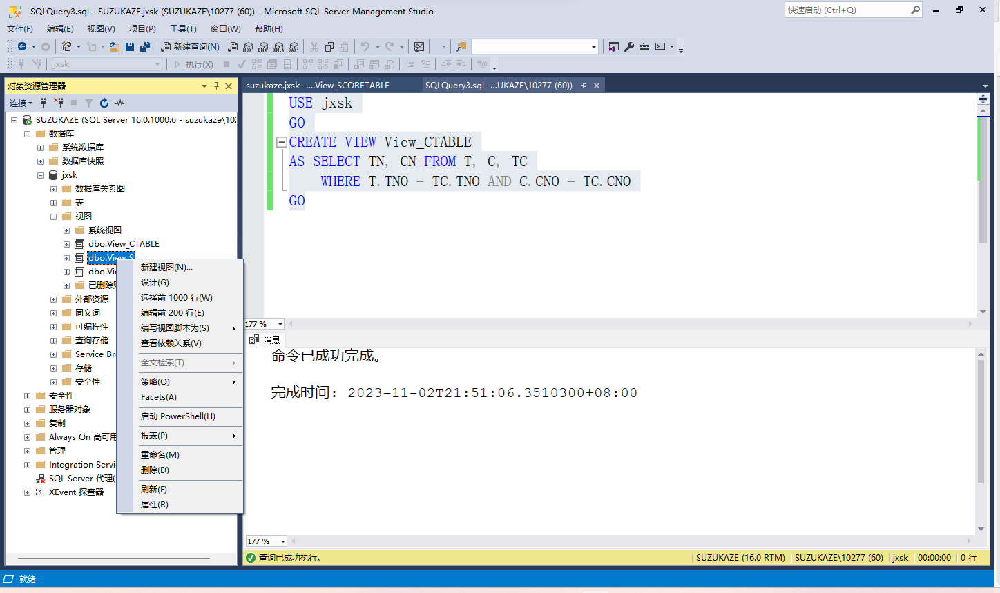 SQLQuery3.sql - SUZUKAZE.jxsk (SUZUKAZE\10277 (60)) - Microsoft SQL Server Management Studio
快速启动 (Ctrl+Q)
文件(F) 编辑(E) 视图(V) 项目(P) 工具(T) 窗口(W) 帮助(H)
新建查询(N) MDX DMX XMLA DAX
jxsk 执行(X)
对象资源管理器
连接
SUZUKAZE (SQL Server 16.0.1000.6 - suzukaze\102
数据库
系统数据库
数据库快照
jxsk
数据库关系图
表
视图
系统视图
dbo.View_CTABLE
dbo.View_S
dbo.Vie
已删除
外部资源
同义词
可编程性
查询存储
Service Br
存储
安全性
安全性
服务器对象
复制
Always On 高可用
管理
Integration Servi
SQL Server 代理(
XEvent 探查器
新建视图(N)...
设计(G)
选择前 1000 行(W)
编辑前 200 行(E)
编写视图脚本为(S)
查看依赖关系(V)
全文检索(T)
策略(O)
Facets(A)
启动 PowerShell(H)
报表(P)
重命名(M)
删除(D)
刷新(F)
属性(R)
suzukaze.jxsk -....View_SCORETABLE
SQLQuery3.sql -...UKAZE\10277 (60))
USE jxsk
GO
CREATE VIEW View_CTABLE
AS SELECT TN, CN FROM T, C, TC
WHERE T.TNO = TC.TNO AND C.CNO = TC.CNO
GO
177 %
消息
命令已成功完成。
完成时间: 2023-11-02T21:51:06.3510300+08:00
177 %
查询已成功执行。
SUZUKAZE (16.0 RTM) SUZUKAZE\10277 (60) jxsk 00:00:00 0 行
就绪